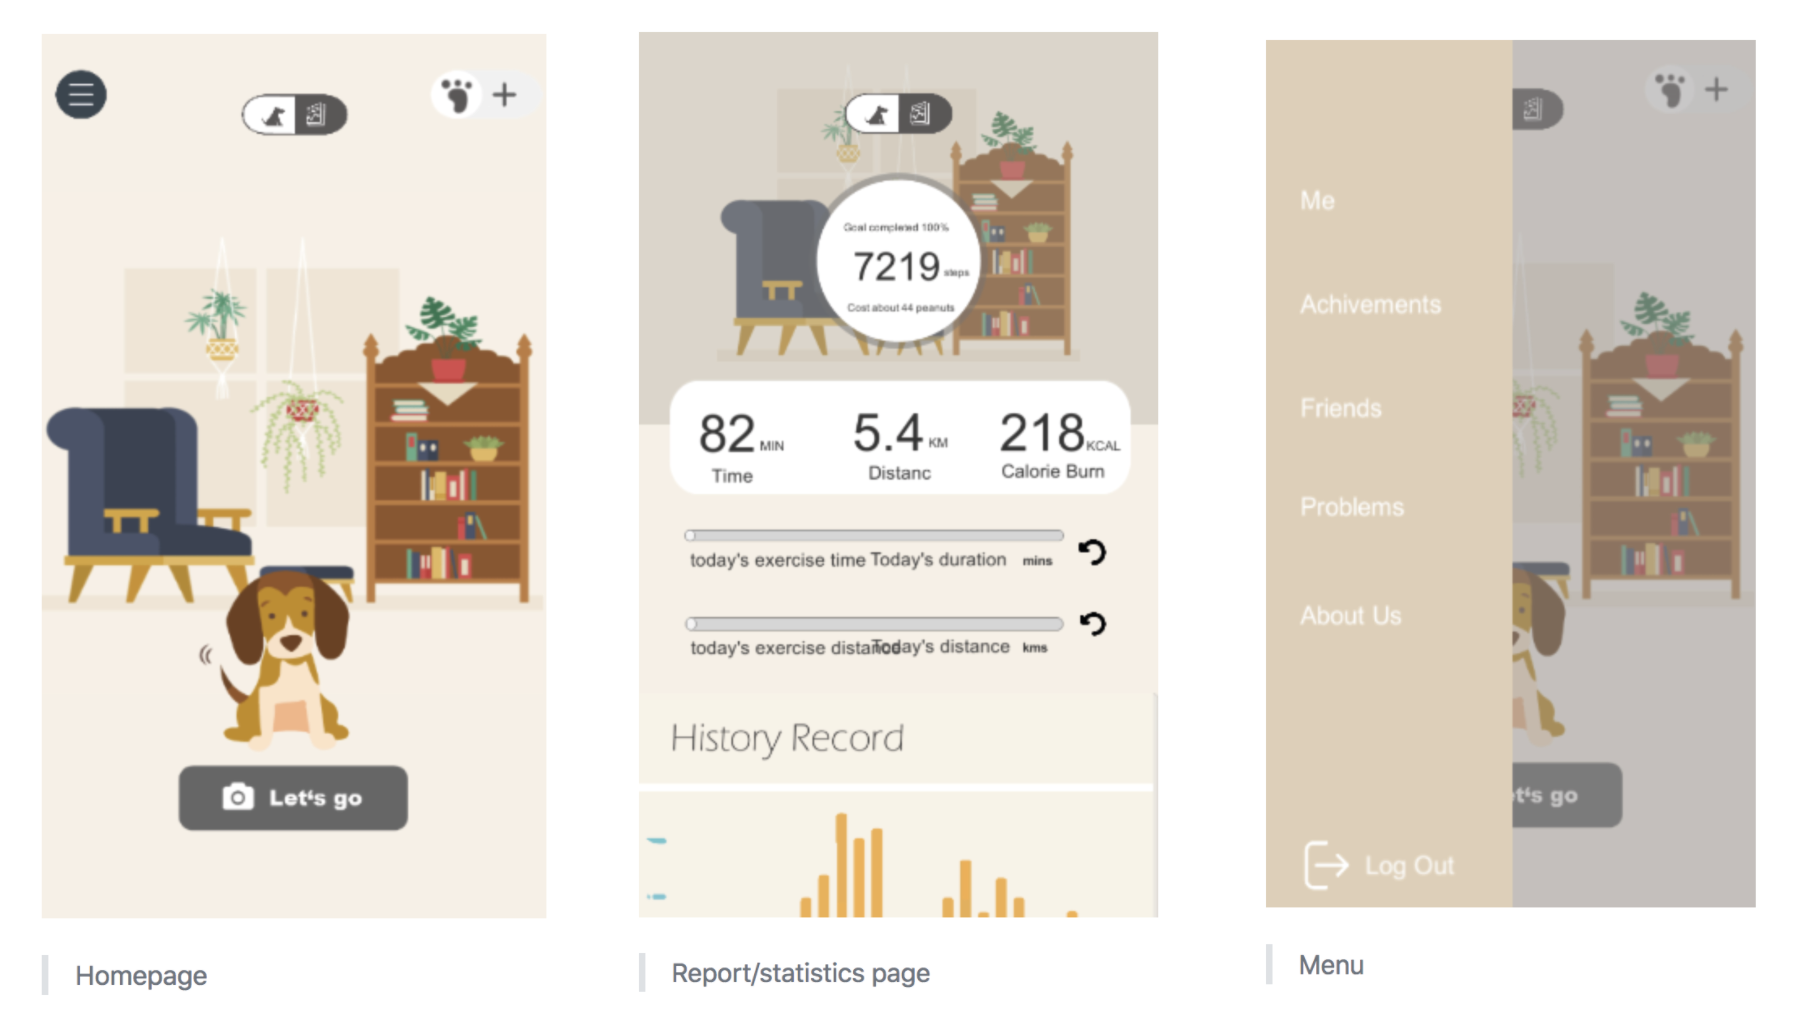 Let's go
Homepage
Goal completed 100%
7219 steps
Cost about 44 peanuts
82 MIN
Time
5.4 KM
Distanc
218 KCAL
Calorie Burn
today's exercise time Today's duration mins
today's exercise distance Today's distance kms
History Record
Report/statistics page
Me
Achivements
Friends
Problems
About Us
t's go
Log Out
Menu